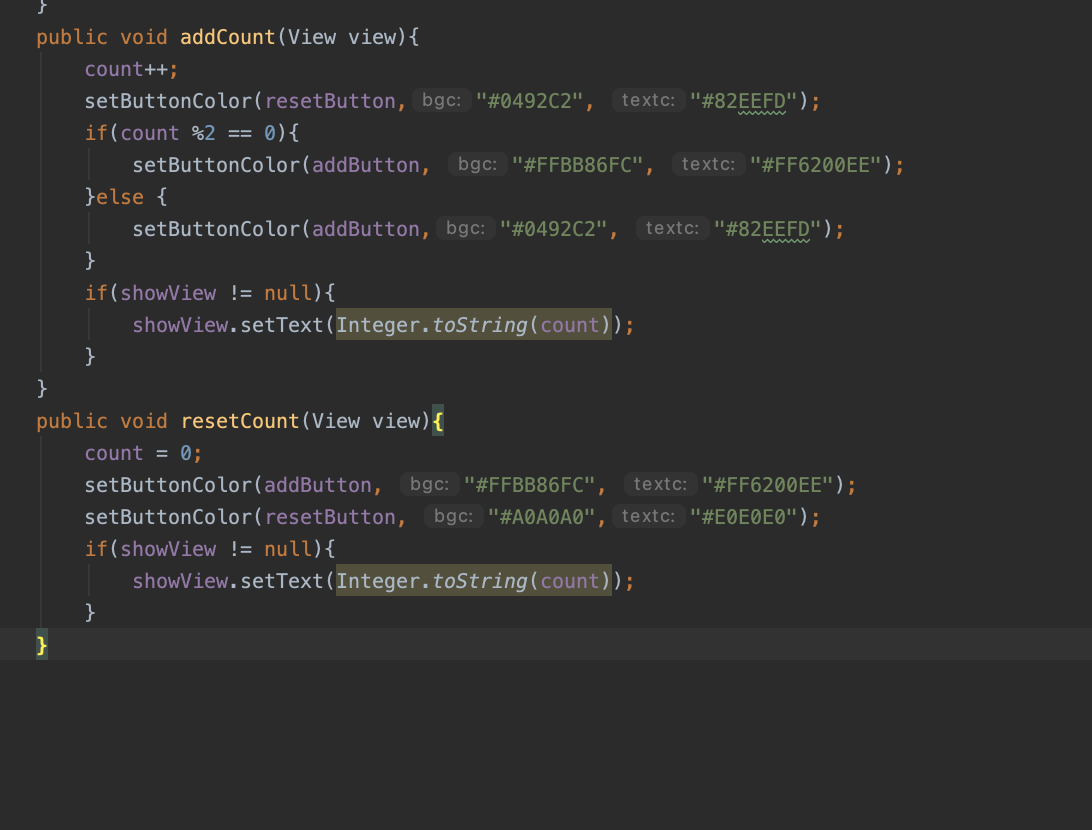 }
public void addCount(View view){
count++;
setButtonColor(resetButton, bgc: "#0492C2", textc: "#82EEFD");
if(count %2 == 0){
setButtonColor(addButton, bgc: "#FFBB86FC", textc: "#FF6200EE");
}else {
setButtonColor(addButton, bgc: "#0492C2", textc: "#82EEFD");
}
if(showView != null){
showView.setText(Integer.toString(count));
}
}
public void resetCount(View view){
count = 0;
setButtonColor(addButton, bgc: "#FFBB86FC", textc: "#FF6200EE");
setButtonColor(resetButton, bgc: "#A0A0A0", textc: "#E0E0E0");
if(showView != null){
showView.setText(Integer.toString(count));
}
}